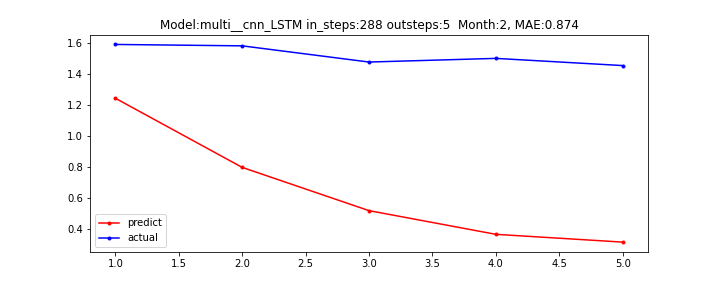 Model:multi__cnn_LSTM in_steps:288 outsteps:5  Month:2, MAE:0.874
1.6
1.4
1.2
1.0
0.8
0.6
0.4
predict
actual
1.0 1.5 2.0 2.5 3.0 3.5 4.0 4.5 5.0